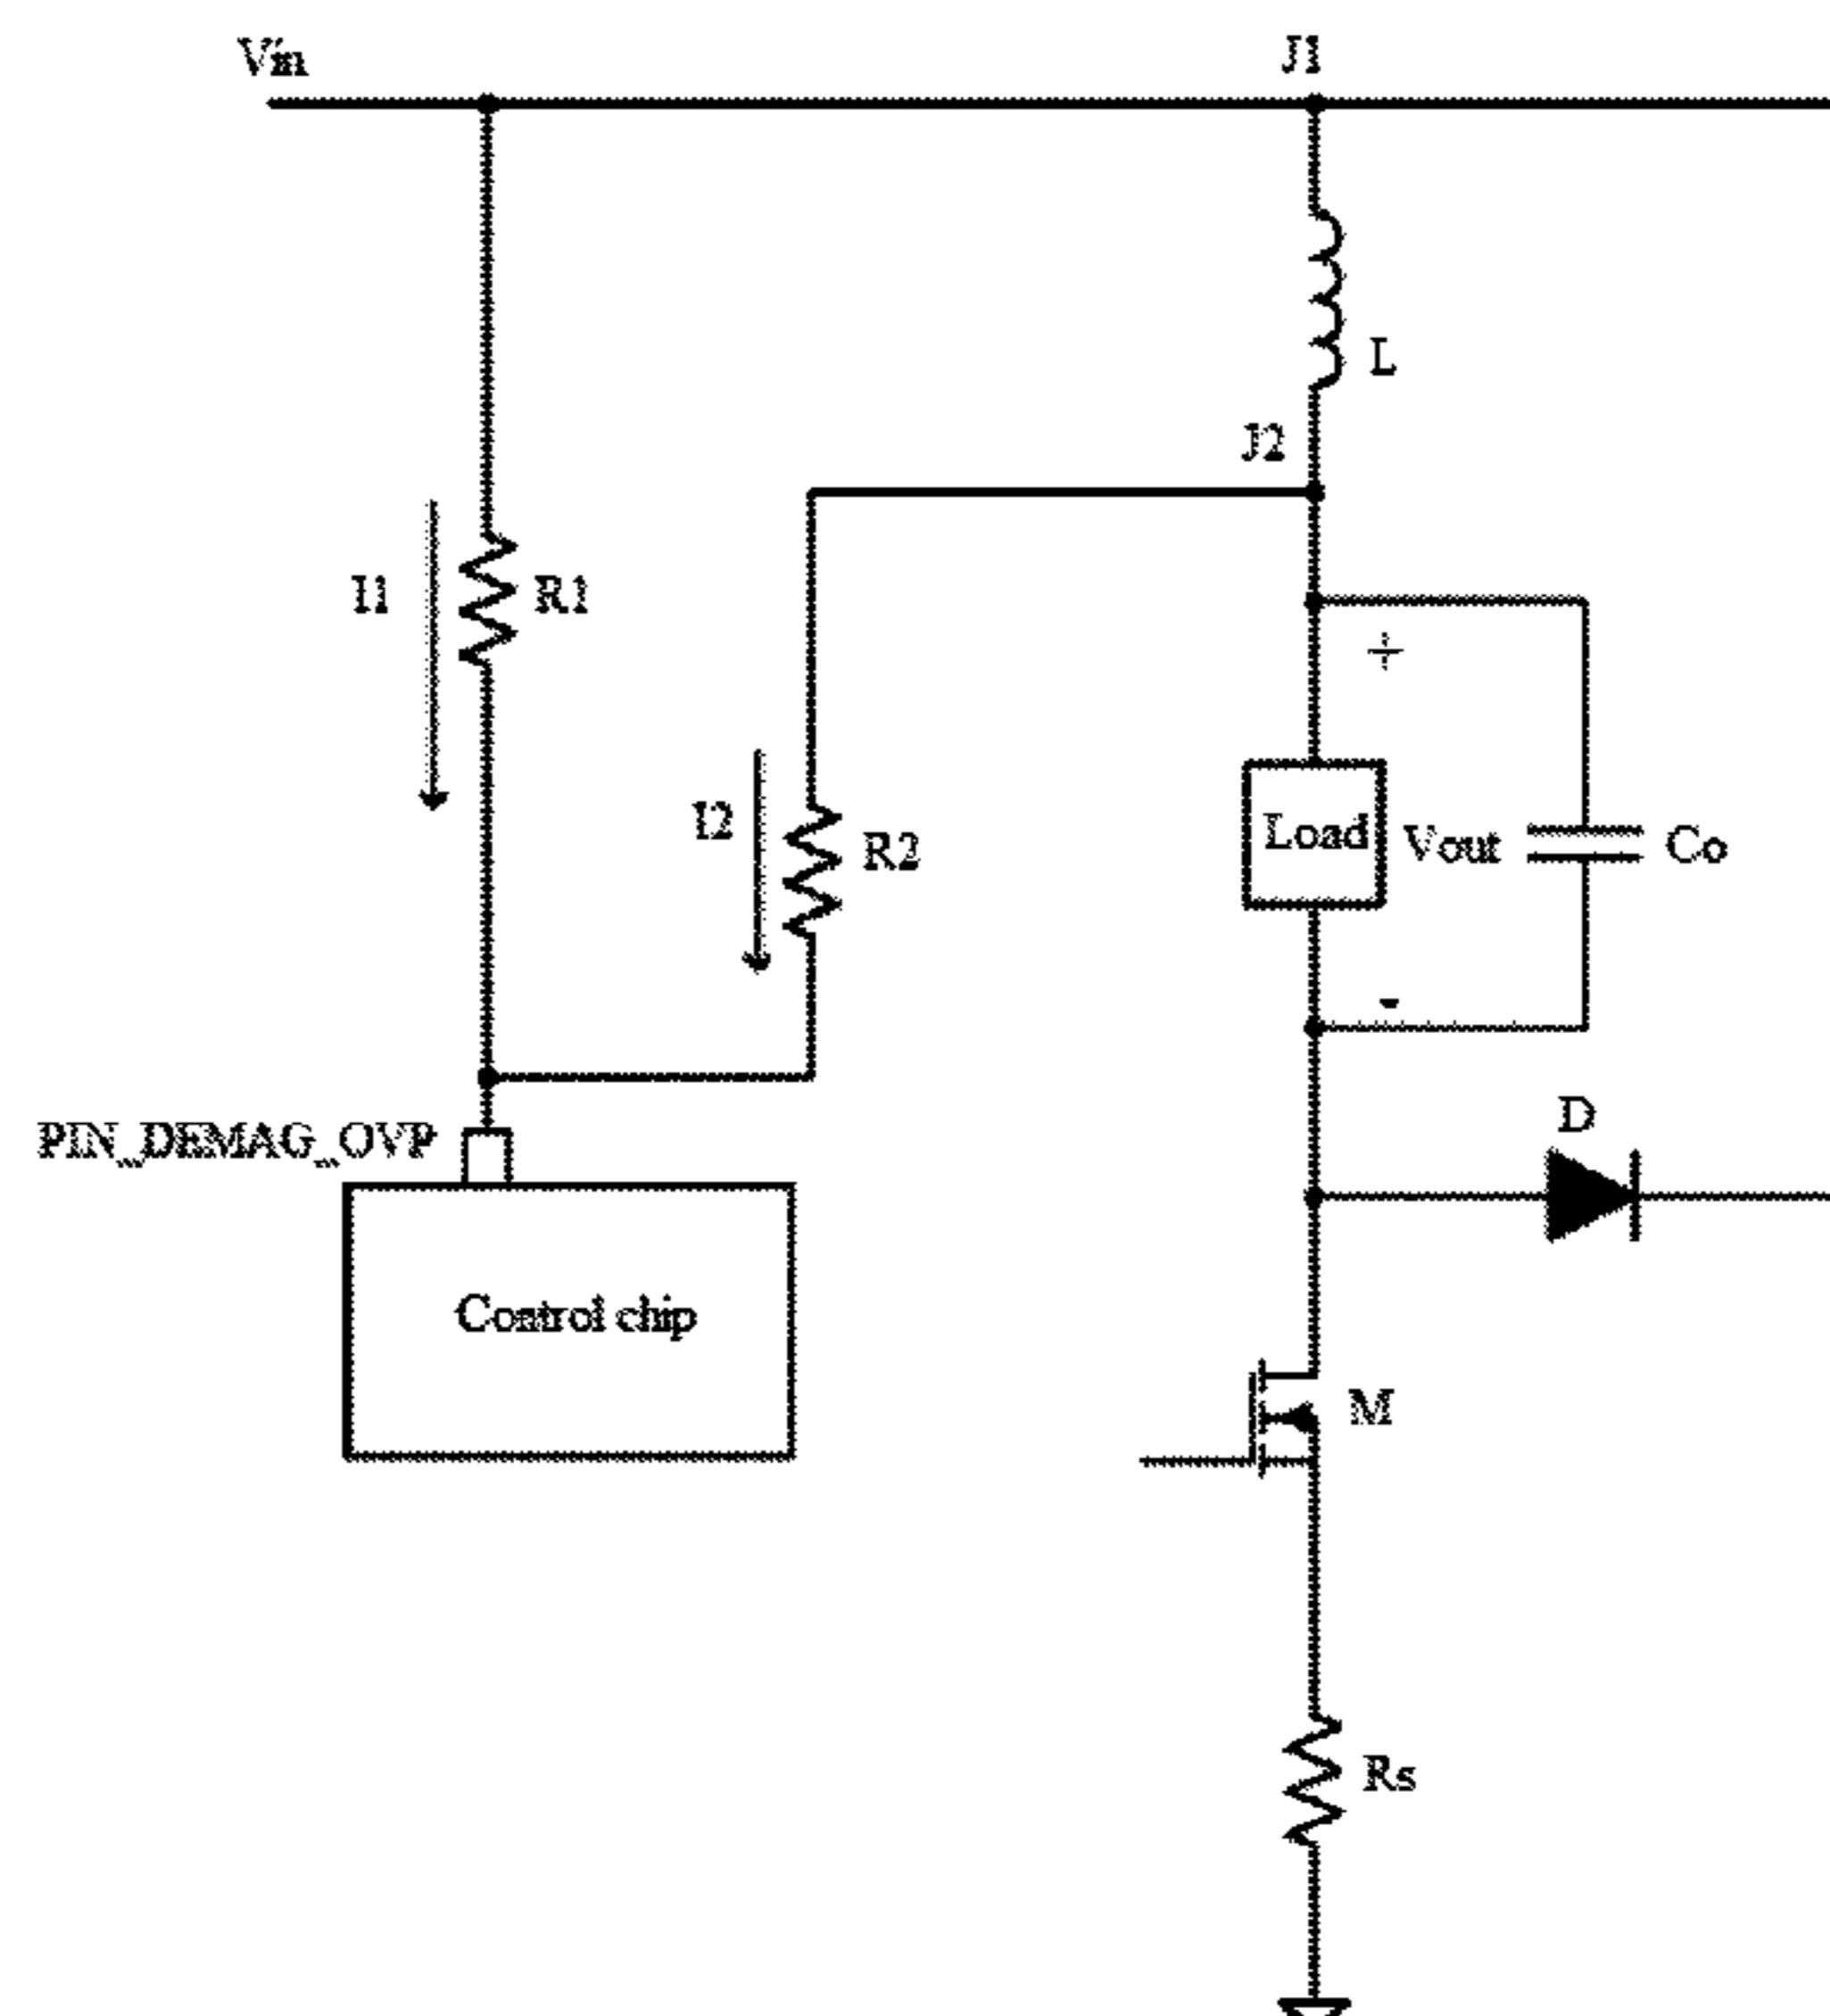 Vin
J1
L
J2
I1
R1
+
I2
R2
Load
Vout
Co
-
PIN_DEMAG_OVP
D
Control chip
M
Rs